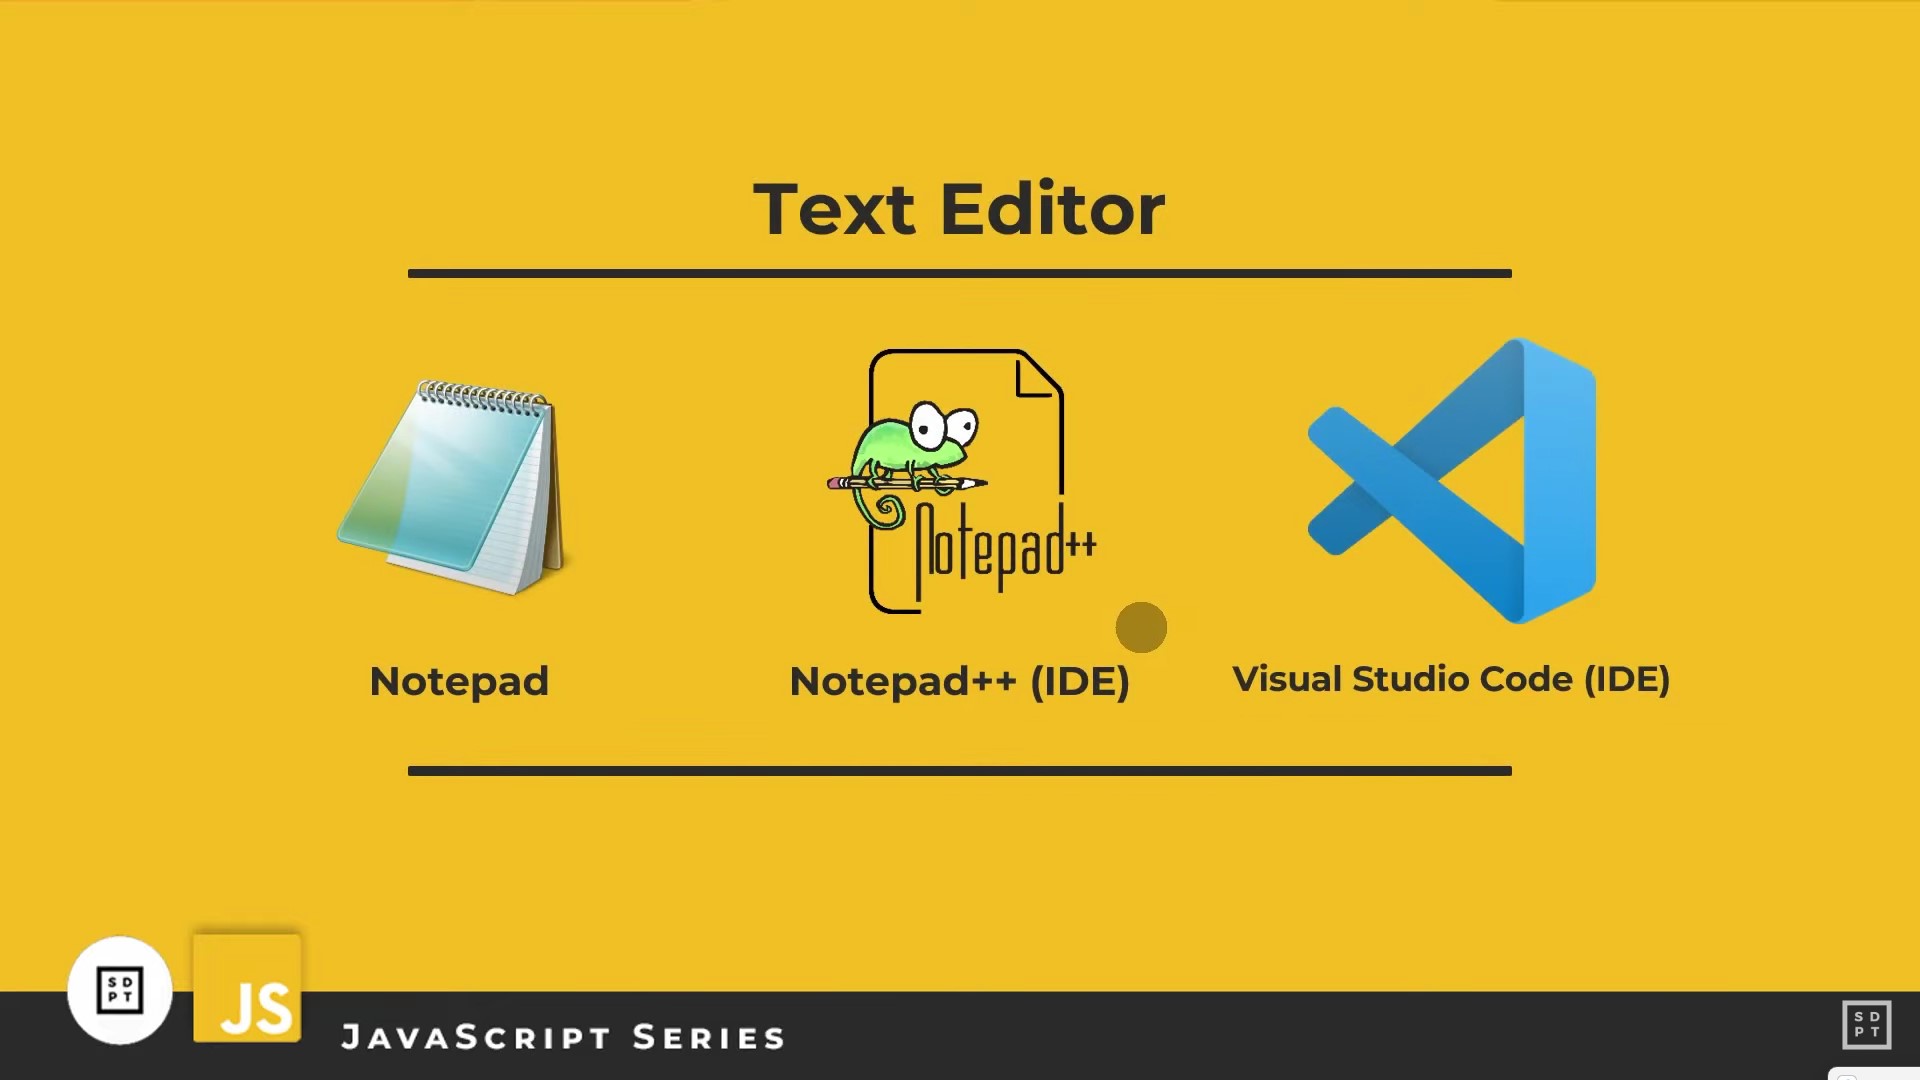 Text Editor
Notepad++
Notepad
Notepad++ (IDE)
Visual Studio Code (IDE)
S D
P T
JS
JAVASCRIPT SERIES
S D
P T